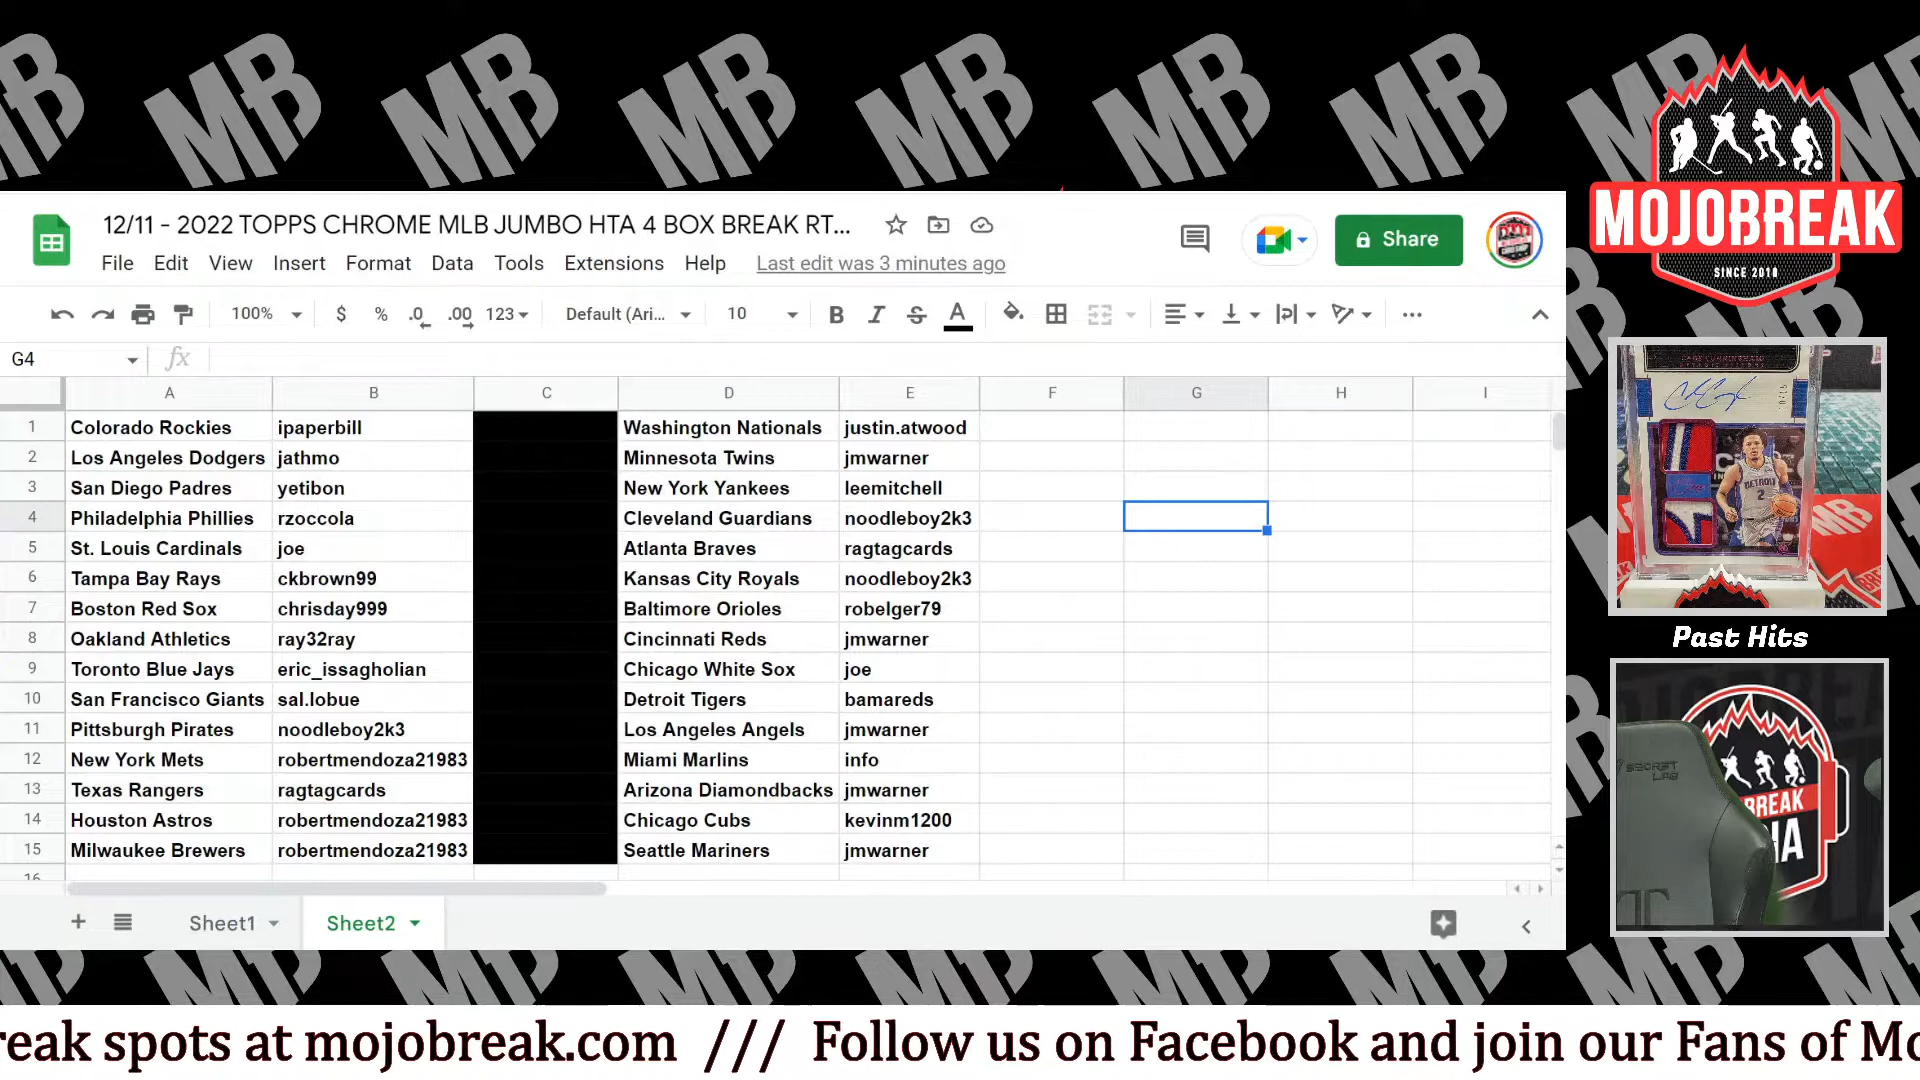 12/11 - 2022 TOPPS CHROME MLB JUMBO HTA 4 BOX BREAK RT...
Share
File Edit View Insert Format Data Tools Extensions Help Last edit was 3 minutes ago
100% $ % .0 .00 123 Default (Ari... 10 B I S A
G4 fx
A B C D E F G H I
1 Colorado Rockies ipaperbill Washington Nationals justin.atwood
2 Los Angeles Dodgers jathmo Minnesota Twins jmwarner
3 San Diego Padres yetibon New York Yankees leemitchell
4 Philadelphia Phillies rzoccola Cleveland Guardians noodleboy2k3
5 St. Louis Cardinals joe Atlanta Braves ragtagcards
6 Tampa Bay Rays ckbrown99 Kansas City Royals noodleboy2k3
7 Boston Red Sox chrisday999 Baltimore Orioles robelger79
8 Oakland Athletics ray32ray Cincinnati Reds jmwarner
9 Toronto Blue Jays eric_issagholian Chicago White Sox joe
10 San Francisco Giants sal.lobue Detroit Tigers bamareds
11 Pittsburgh Pirates noodleboy2k3 Los Angeles Angels jmwarner
12 New York Mets robertmendoza21983 Miami Marlins info
13 Texas Rangers ragtagcards Arizona Diamondbacks jmwarner
14 Houston Astros robertmendoza21983 Chicago Cubs kevinm1200
15 Milwaukee Brewers robertmendoza21983 Seattle Mariners jmwarner
16
+ Sheet1 Sheet2
MOJOBREAK
SINCE 2010
DETROIT
2
Past Hits
SECRET
LAB
reak spots at mojobreak.com /// Follow us on Facebook and join our Fans of Mo